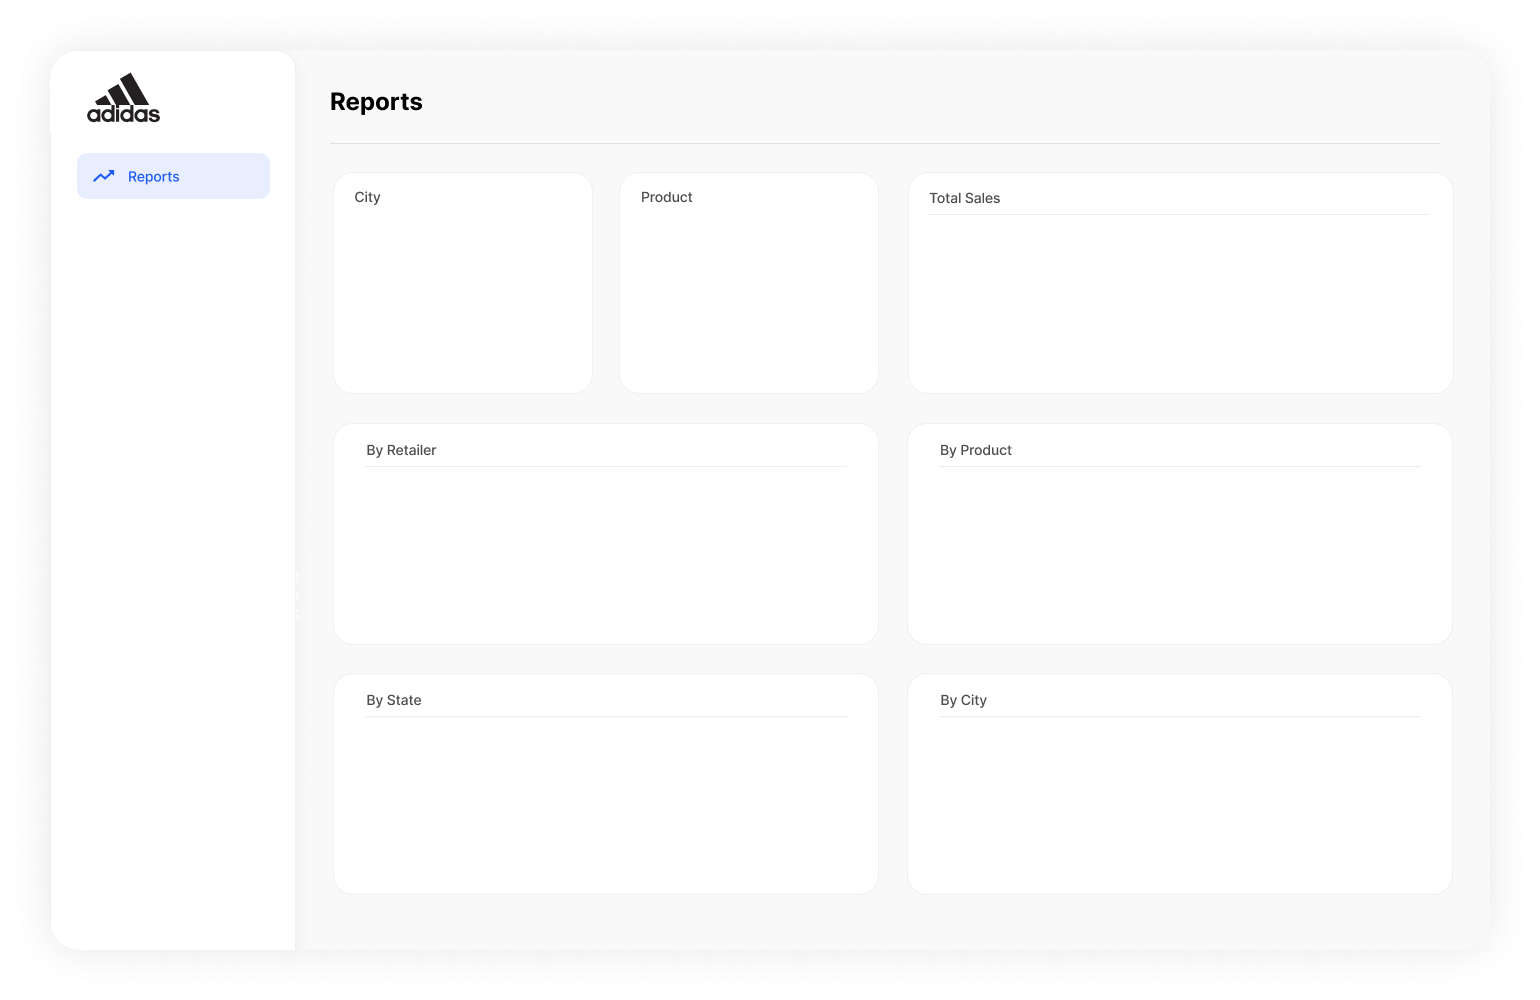 adidas
Reports
Reports
City
Product
Total Sales
By Retailer
By Product
By State
By City